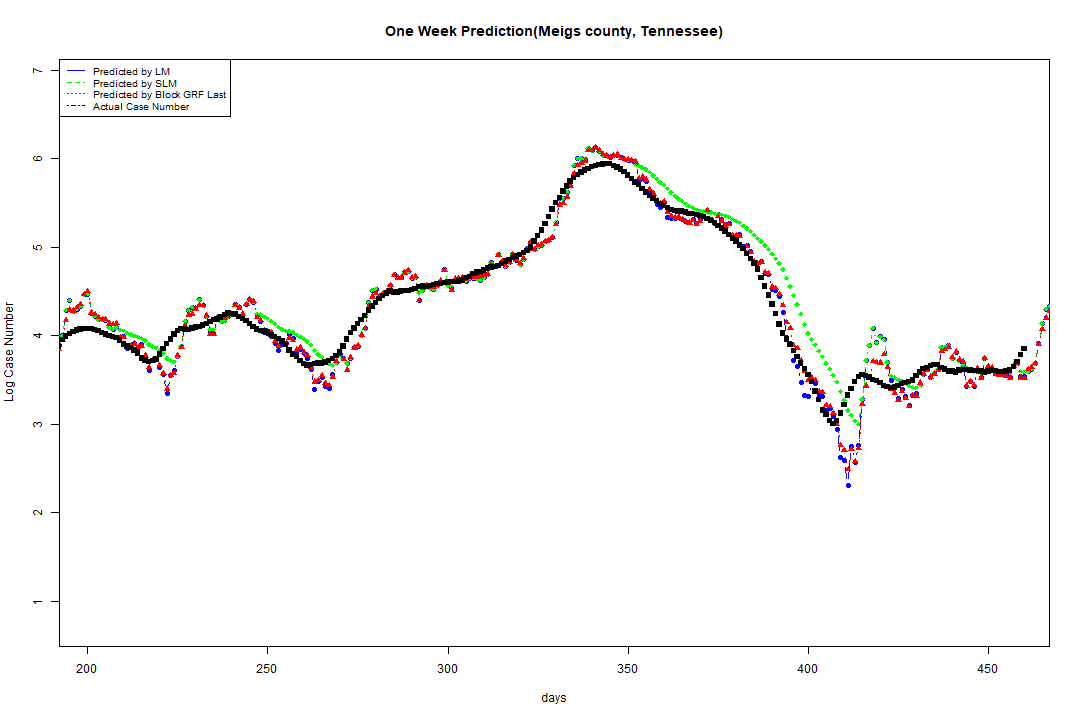 One Week Prediction(Meigs county, Tennessee)
Predicted by LM
Predicted by SLM
Predicted by Block GRF Last
Actual Case Number
7
6
5
4
3
2
1
Log Case Number
200 250 300 350 400 450
days